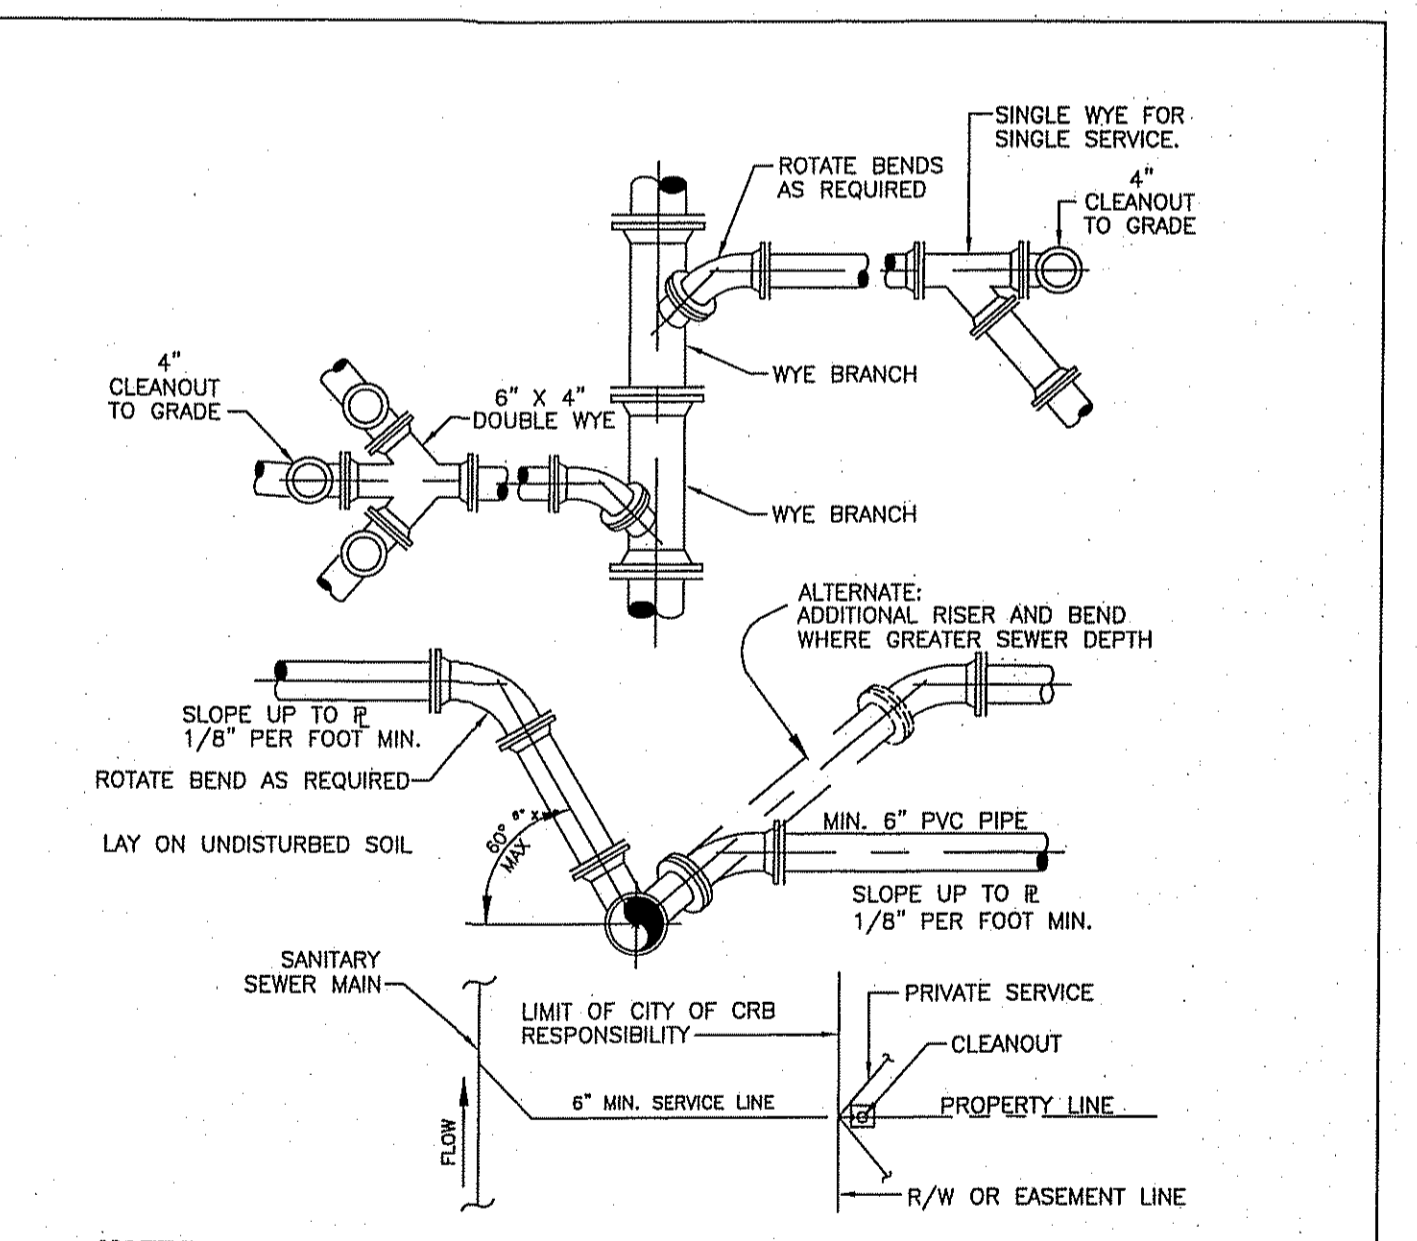 SINGLE WYE FOR
SINGLE SERVICE.
ROTATE BENDS
AS REQUIRED
4"
CLEANOUT
TO GRADE
WYE BRANCH
4"
CLEANOUT
TO GRADE
6" X 4"
DOUBLE WYE
WYE BRANCH
ALTERNATE:
ADDITIONAL RISER AND BEND
WHERE GREATER SEWER DEPTH
SLOPE UP TO ⅊
1/8" PER FOOT MIN.
ROTATE BEND AS REQUIRED
LAY ON UNDISTURBED SOIL
60°
MAX
MIN. 6" PVC PIPE
SLOPE UP TO ⅊
1/8" PER FOOT MIN.
SANITARY
SEWER MAIN
LIMIT OF CITY OF CRB
RESPONSIBILITY
PRIVATE SERVICE
CLEANOUT
6" MIN. SERVICE LINE
PROPERTY LINE
FLOW
R/W OR EASEMENT LINE